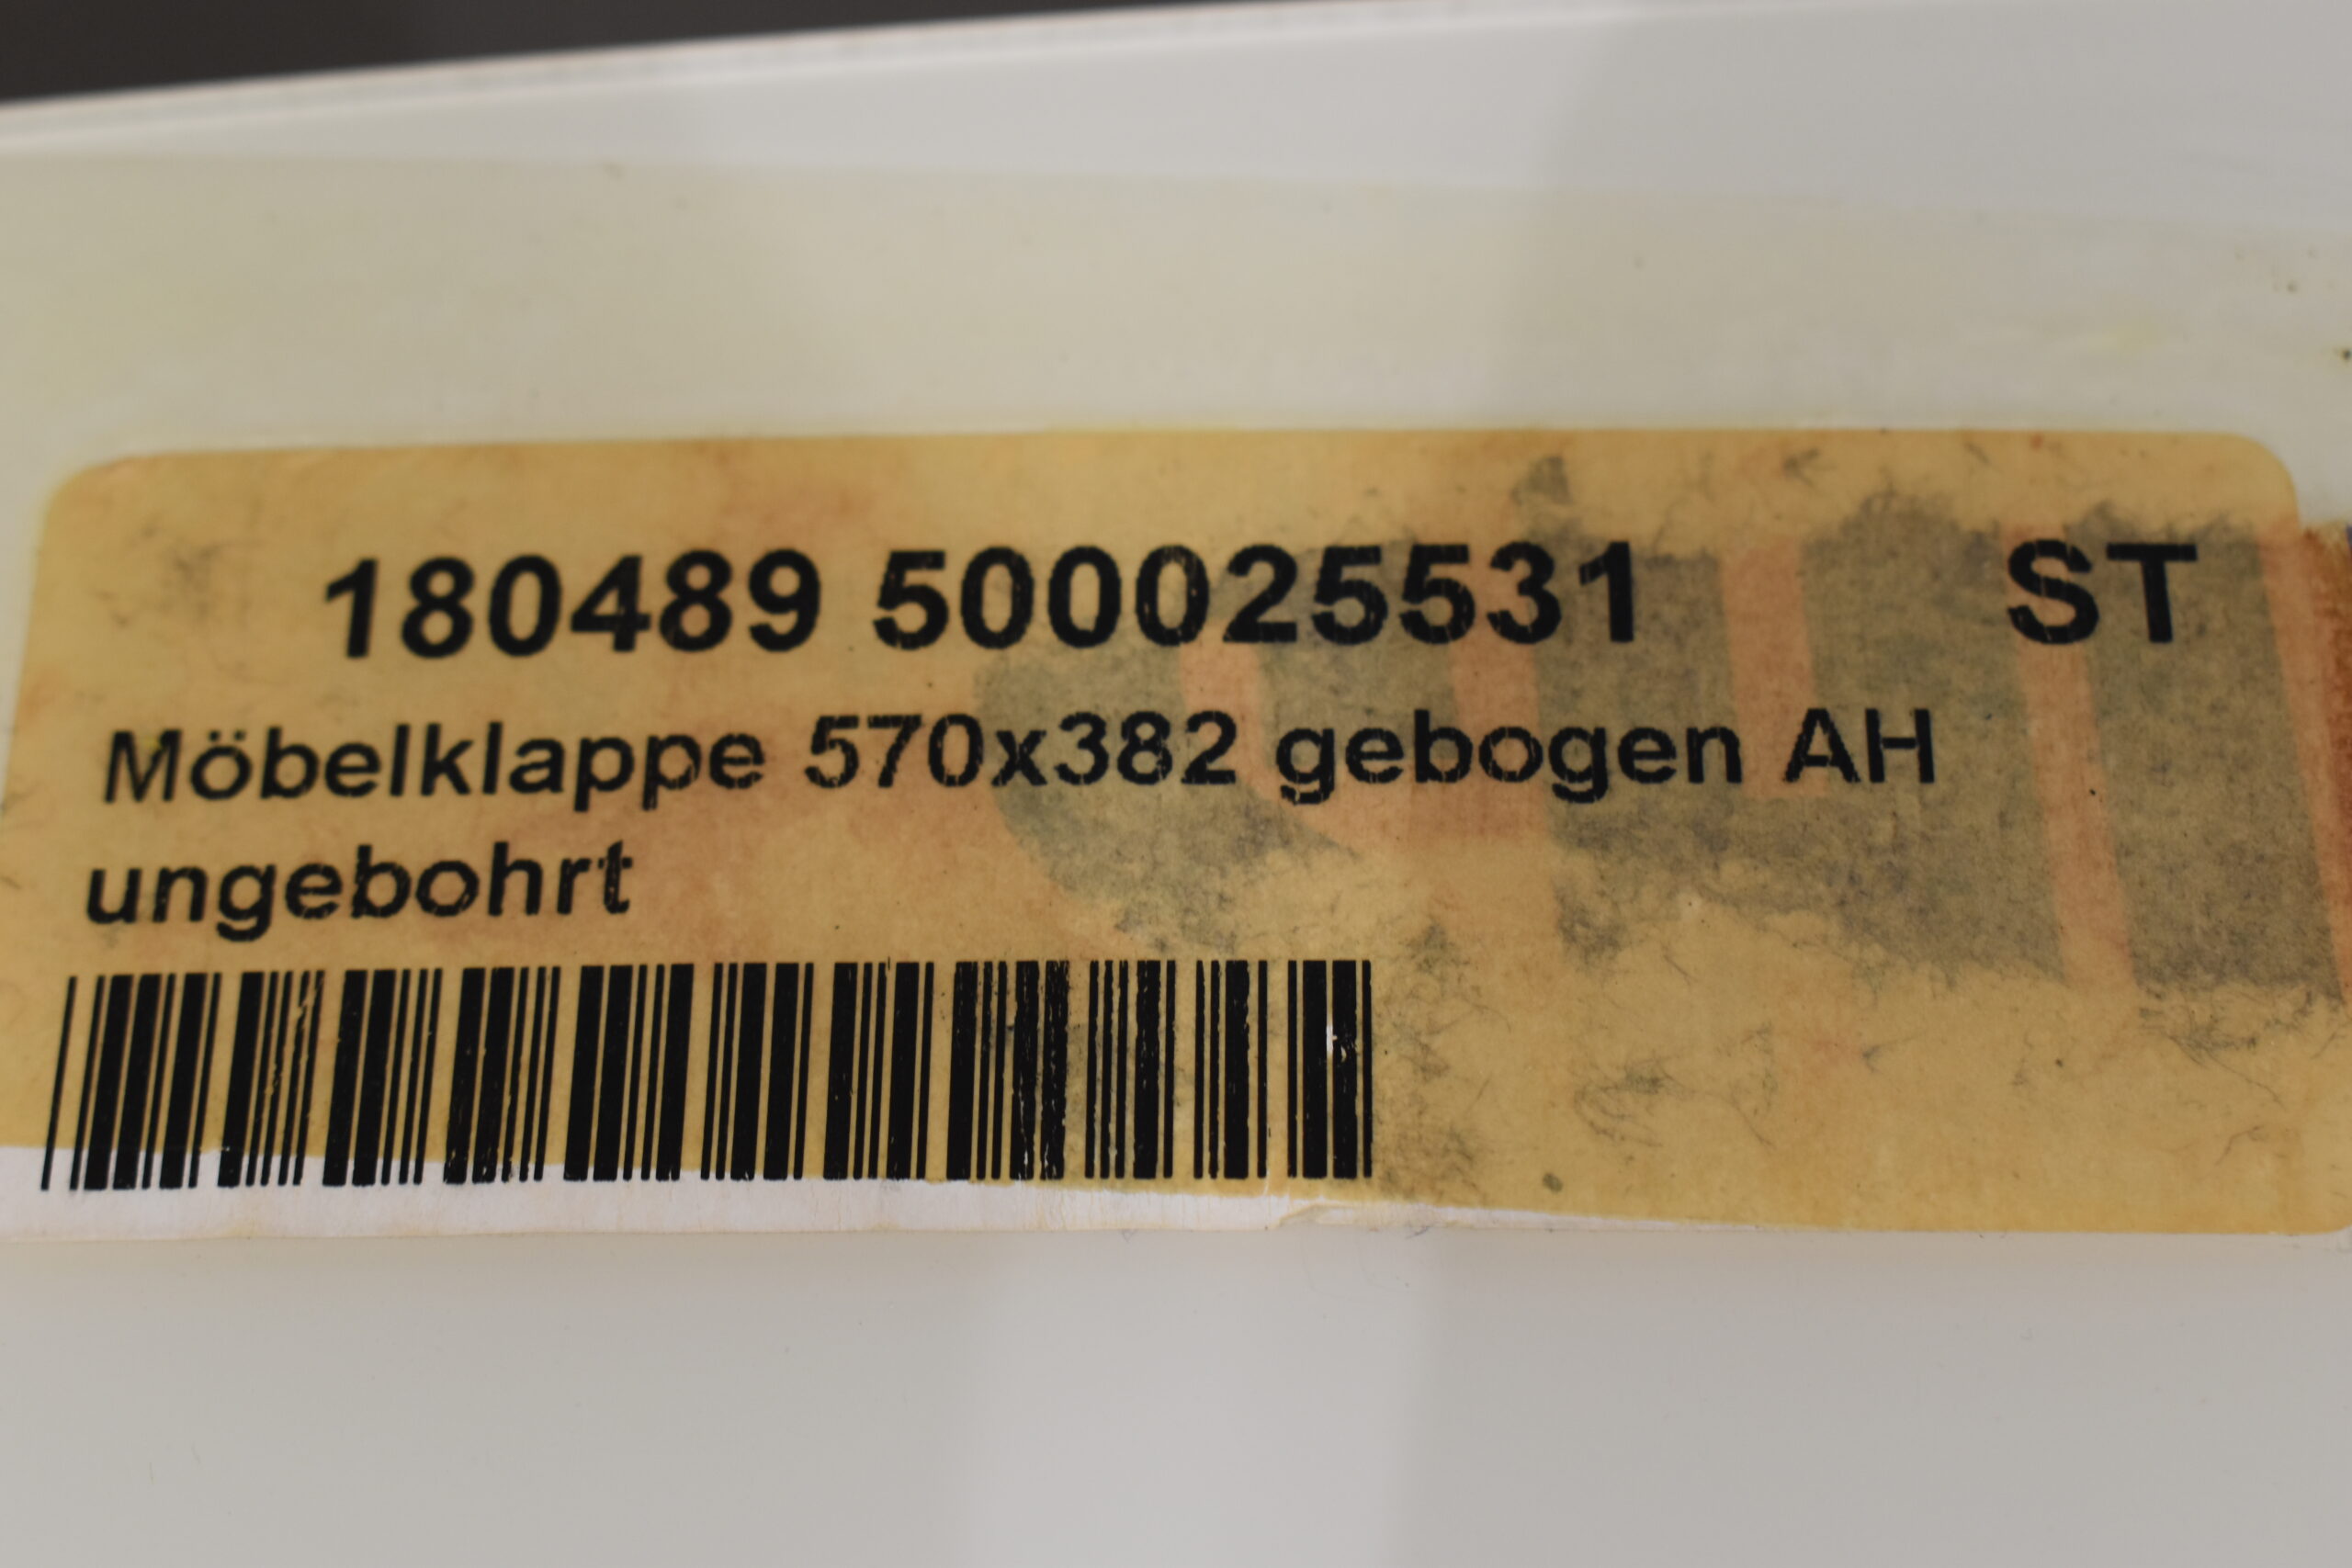 180489 500025531 ST
Möbelklappe 570x382 gebogen AH
ungebohrt